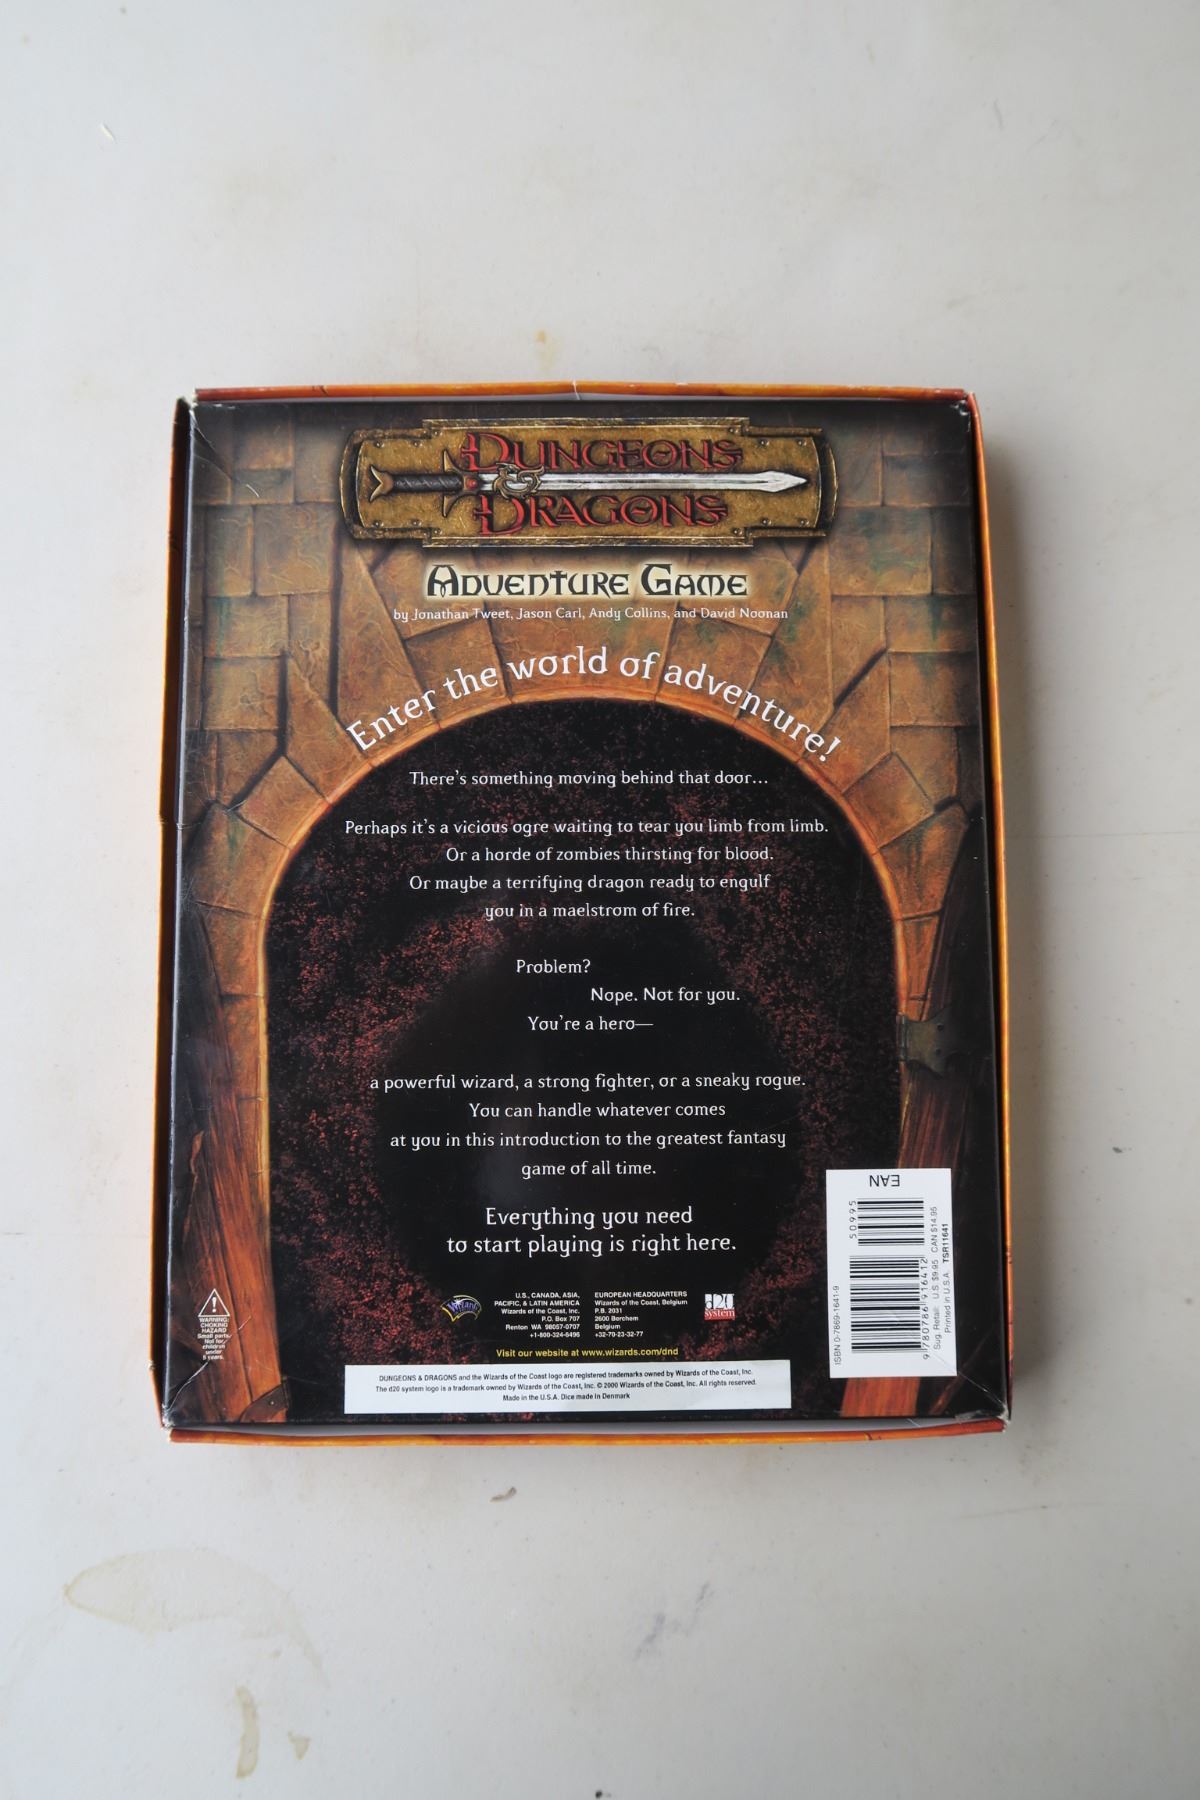 DUNGEONS
& DRAGONS
ADVENTURE GAME
by Jonathan Tweet, Jason Carl, Andy Collins, and David Noonan
Enter the world of adventure!
There's something moving behind that door...
Perhaps it's a vicious ogre waiting to tear you limb from limb.
Or a horde of zombies thirsting for blood.
Or maybe a terrifying dragon ready to engulf
you in a maelstrom of fire.
Problem?
Nope. Not for you.
You're a hero—
a powerful wizard, a strong fighter, or a sneaky rogue.
You can handle whatever comes
at you in this introduction to the greatest fantasy
game of all time.
Everything you need
to start playing is right here.
WARNING:
CHOKING
HAZARD
Small parts.
Not for
children
under
5 years.
Wizards
U.S., CANADA, ASIA,
PACIFIC, & LATIN AMERICA
Wizards of the Coast, Inc.
P.O. Box 707
Renton WA 98057-0707
+1-800-324-6496
EUROPEAN HEADQUARTERS
Wizards of the Coast, Belgium
P.B. 2031
2600 Berchem
Belgium
+32-70-23-32-77
d20
system
Visit our website at www.wizards.com/dnd
DUNGEONS & DRAGONS and the Wizards of the Coast logo are registered trademarks owned by Wizards of the Coast, Inc.
The d20 system logo is a trademark owned by Wizards of the Coast, Inc. © 2000 Wizards of the Coast, Inc. All rights reserved.
Made in the U.S.A. Dice made in Denmark
EAN
ISBN 0-7869-1641-9
50995
9 780786 916412
Sug. Retail: U.S. $9.95 CAN $14.95
Printed in U.S.A. TSR11641